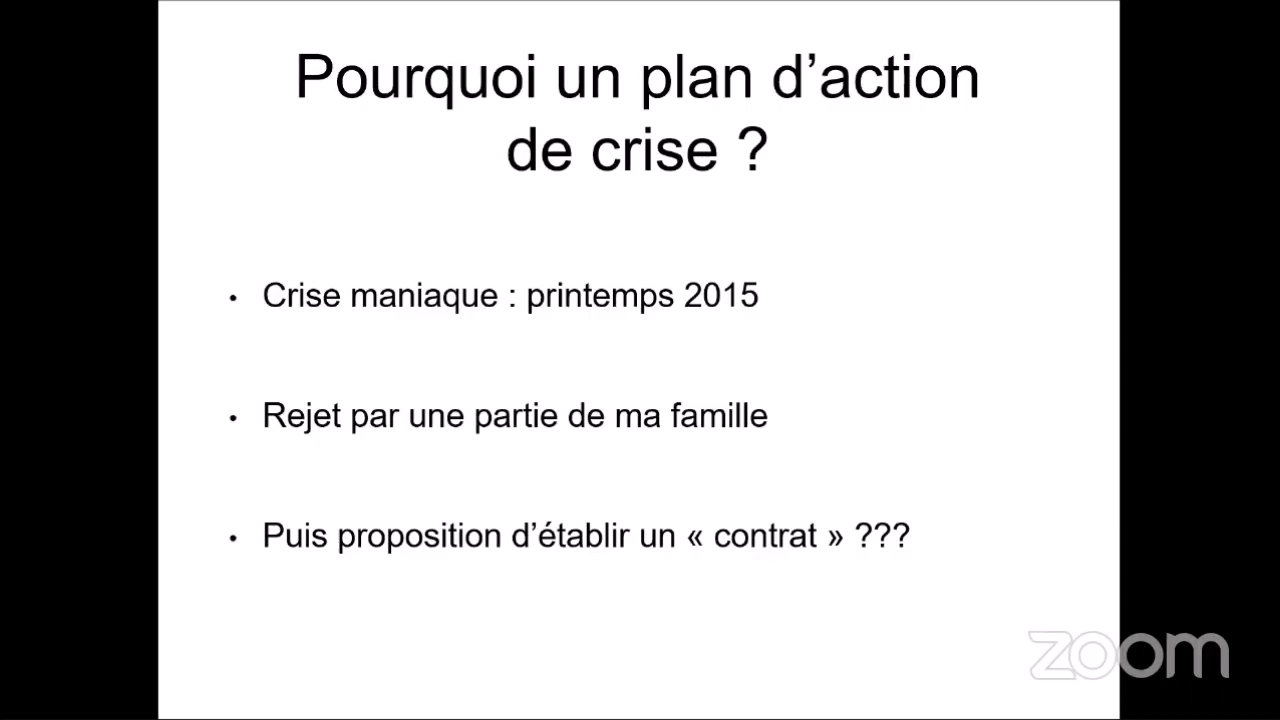 Pourquoi un plan d’action
de crise ?
• Crise maniaque : printemps 2015
• Rejet par une partie de ma famille
• Puis proposition d’établir un « contrat » ???
zoom